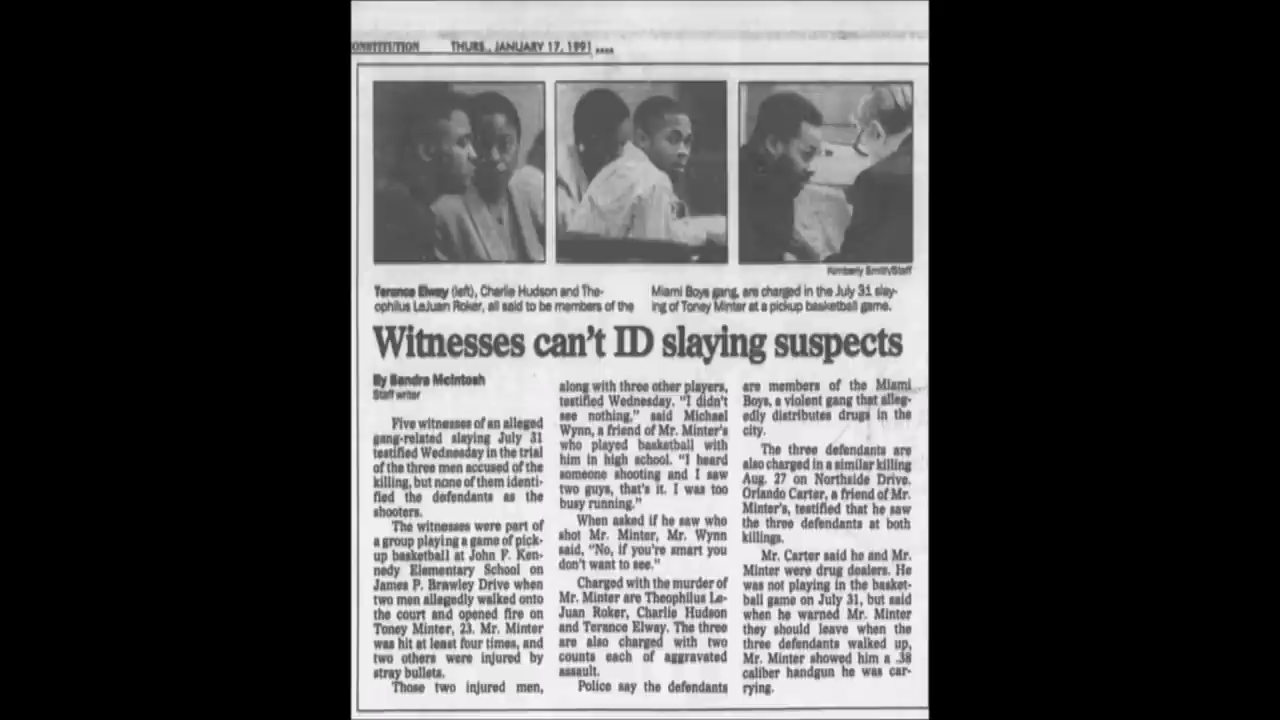 ONSTITUTION THURS., JANUARY 17, 1991 ****
Kimberly Smith/Staff
Terance Elway (left), Charlie Hudson and The-
ophilus LaJuan Roker, all said to be members of the
Miami Boys gang, are charged in the July 31 slay-
ing of Toney Minter at a pickup basketball game.
Witnesses can't ID slaying suspects
By Sandra McIntosh
Staff writer
Five witnesses of an alleged
gang-related slaying July 31
testified Wednesday in the trial
of the three men accused of the
killing, but none of them identi-
fied the defendants as the
shooters.
The witnesses were part of
a group playing a game of pick-
up basketball at John F. Ken-
nedy Elementary School on
James P. Brawley Drive when
two men allegedly walked onto
the court and opened fire on
Toney Minter, 23. Mr. Minter
was hit at least four times, and
two others were injured by
stray bullets.
Those two injured men,
along with three other players,
testified Wednesday. "I didn't
see nothing," said Michael
Wynn, a friend of Mr. Minter's
who played basketball with
him in high school. "I heard
someone shooting and I saw
two guys, that's it. I was too
busy running."
When asked if he saw who
shot Mr. Minter, Mr. Wynn
said, "No, if you're smart you
don't want to see."
Charged with the murder of
Mr. Minter are Theophilus Le-
Juan Roker, Charlie Hudson
and Terance Elway. The three
are also charged with two
counts each of aggravated
assault.
Police say the defendants
are members of the Miami
Boys, a violent gang that alleg-
edly distributes drugs in the
city.
The three defendants are
also charged in a similar killing
Aug. 27 on Northside Drive.
Orlando Carter, a friend of Mr.
Minter's, testified that he saw
the three defendants at both
killings.
Mr. Carter said he and Mr.
Minter were drug dealers. He
was not playing in the basket-
ball game on July 31, but said
when he warned Mr. Minter
they should leave when the
three defendants walked up,
Mr. Minter showed him a .38
caliber handgun he was car-
rying.